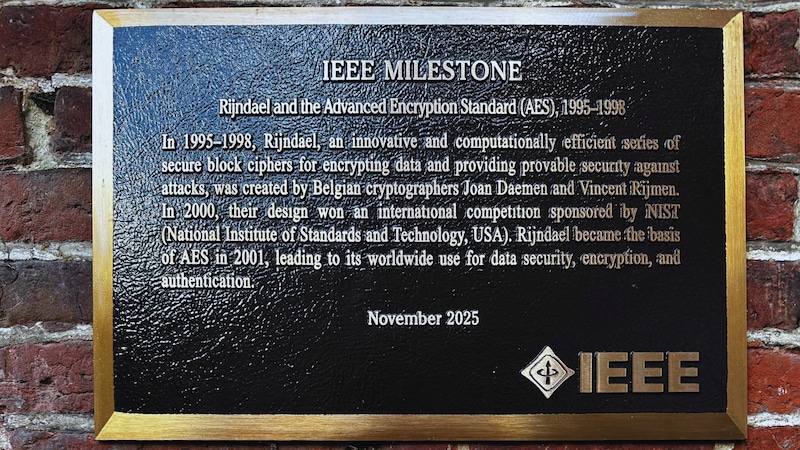 IEEE MILESTONE
Rijndael and the Advanced Encryption Standard (AES), 1995–1998
In 1995–1998, Rijndael, an innovative and computationally efficient series of
secure block ciphers for encrypting data and providing provable security against
attacks, was created by Belgian cryptographers Joan Daemen and Vincent Rijmen.
In 2000, their design won an international competition sponsored by NIST
(National Institute of Standards and Technology, USA). Rijndael became the basis
of AES in 2001, leading to its worldwide use for data security, encryption, and
authentication.
November 2025
IEEE